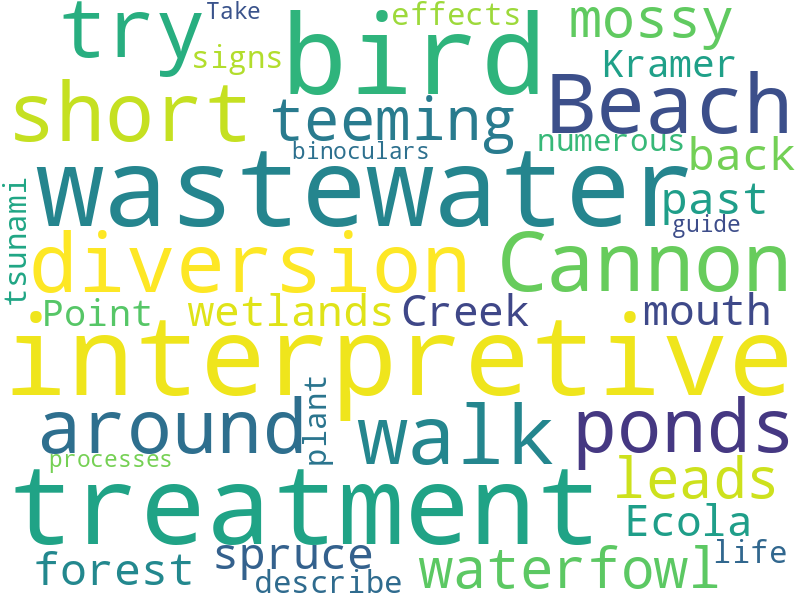 try Take bird effects mossy
signs Kramer
short teeming Beach
binoculars numerous back
wastewater past
tsunami guide
diversion Cannon
Point wetlands Creek mouth
interpretive
around plant walk ponds
processes leads
treatment Ecola
forest spruce describe waterfowl life